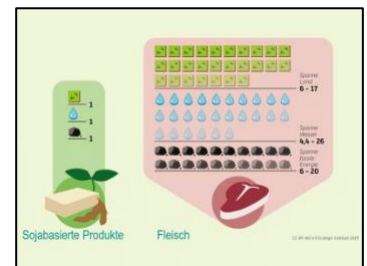 1
1
1
Spanne
Land
6 - 17
Spanne
Wasser
4,4 - 26
Spanne
fossile
Energie
6 - 20
Sojabasierte Produkte
Fleisch